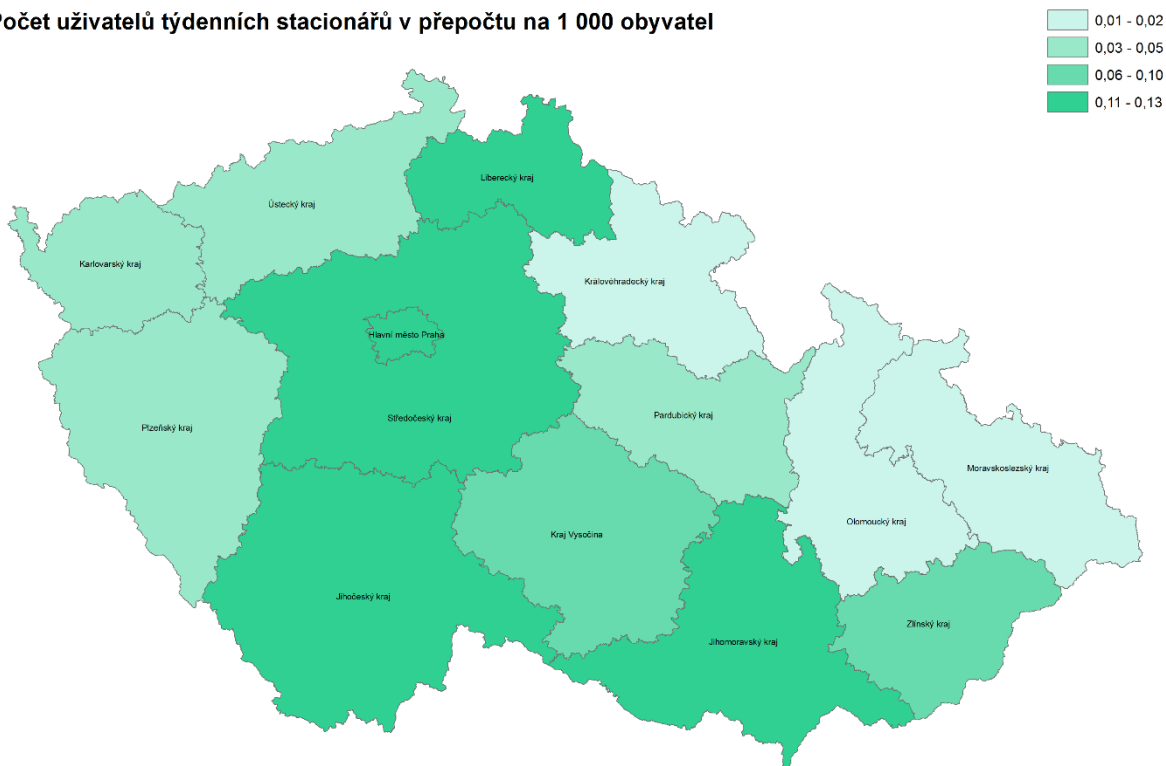 Počet uživatelů týdenních stacionářů v přepočtu na 1 000 obyvatel
0,01 - 0,02
0,03 - 0,05
0,06 - 0,10
0,11 - 0,13
Liberecký kraj
Ústecký kraj
Karlovarský kraj
Královéhradecký kraj
Hlavní město Praha
Středočeský kraj
Pardubický kraj
Plzeňský kraj
Moravskoslezský kraj
Olomoucký kraj
Kraj Vysočina
Jihočeský kraj
Zlínský kraj
Jihomoravský kraj